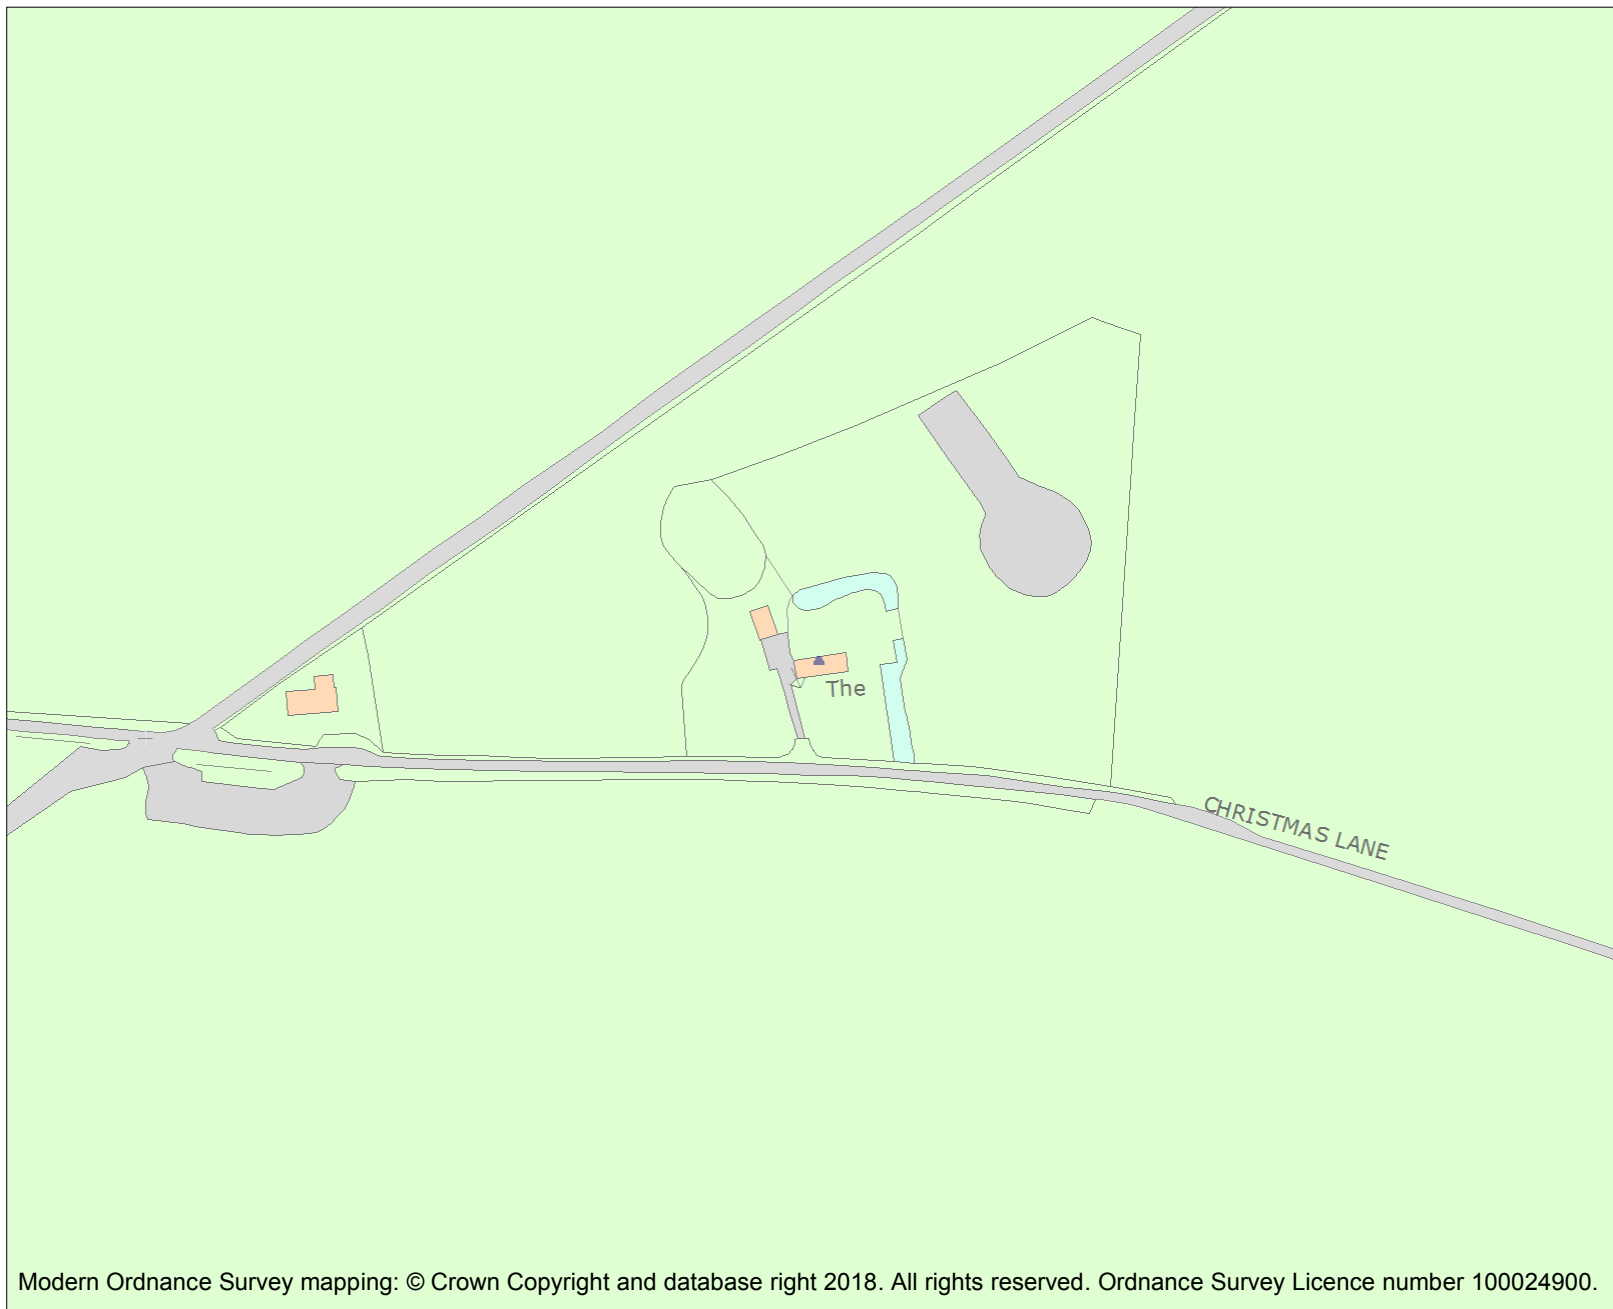 The
CHRISTMAS LANE
Modern Ordnance Survey mapping: © Crown Copyright and database right 2018. All rights reserved. Ordnance Survey Licence number 100024900.